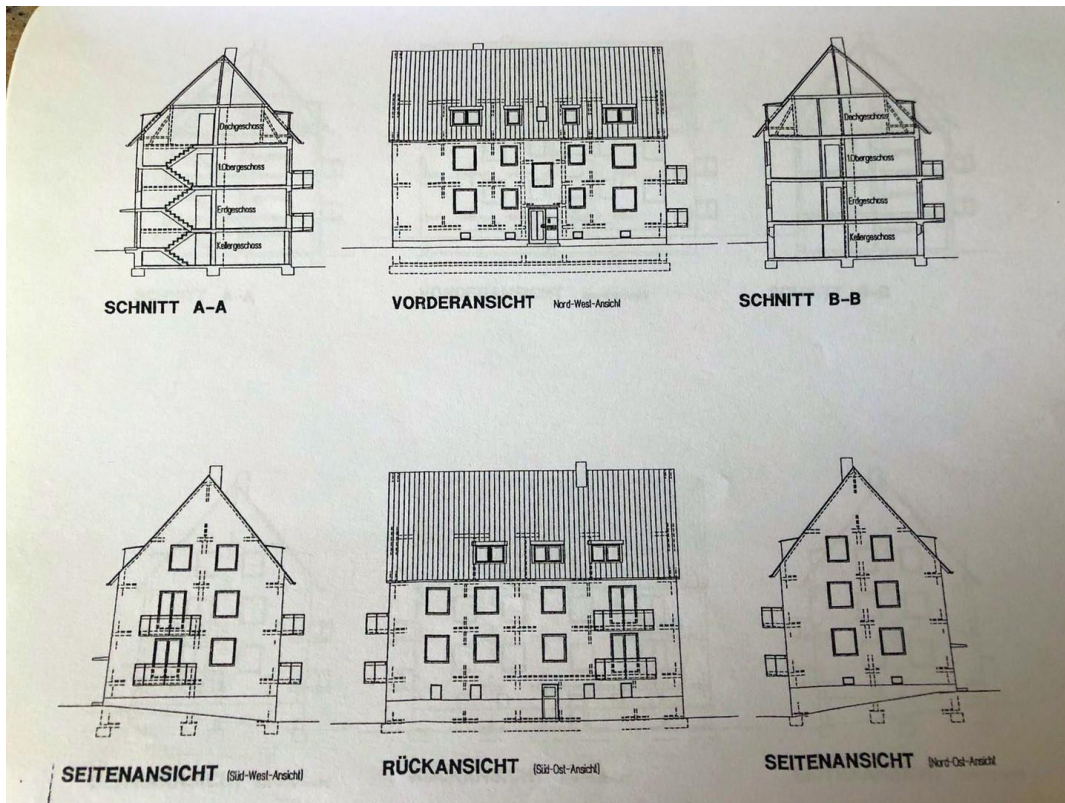 Dachgeschoss
1.Obergeschoss
Erdgeschoss
Kellergeschoss
SCHNITT A-A
VORDERANSICHT Nord-West-Ansicht
Dachgeschoss
1.Obergeschoss
Erdgeschoss
Kellergeschoss
SCHNITT B-B
SEITENANSICHT (Süd-West-Ansicht)
RÜCKANSICHT (Süd-Ost-Ansicht)
SEITENANSICHT (Nord-Ost-Ansicht